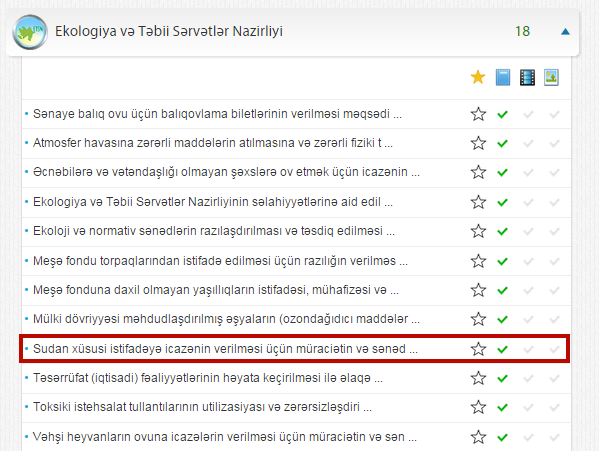 Ekologiya və Təbii Sərvətlər Nazirliyi 18
Sənaye balıq ovu üçün balıqovlama biletlərinin verilməsi məqsədi ...
Atmosfer havasına zərərli maddələrin atılmasına və zərərli fiziki t ...
Əcnəbilərə və vətəndaşlığı olmayan şəxslərə ov etmək üçün icazənin ...
Ekologiya və Təbii Sərvətlər Nazirliyinin səlahiyyətlərinə aid edil ...
Ekoloji və normativ sənədlərin razılaşdırılması və təsdiq edilməsi ...
Meşə fondu torpaqlarından istifadə edilməsi üçün razılığın verilməs ...
Meşə fonduna daxil olmayan yaşıllıqların istifadəsi, mühafizəsi və ...
Mülki dövriyyəsi məhdudlaşdırılmış əşyaların (ozondağıdıcı maddələr ...
Sudan xüsusi istifadəyə icazənin verilməsi üçün müraciətin və sənəd ...
Təsərrüfat (iqtisadi) fəaliyyətlərinin həyata keçirilməsi ilə əlaqə ...
Toksiki istehsalat tullantılarının utilizasiyası və zərərsizləşdiri ...
Vəhşi heyvanların ovuna icazələrin verilməsi üçün müraciətin və sən ...